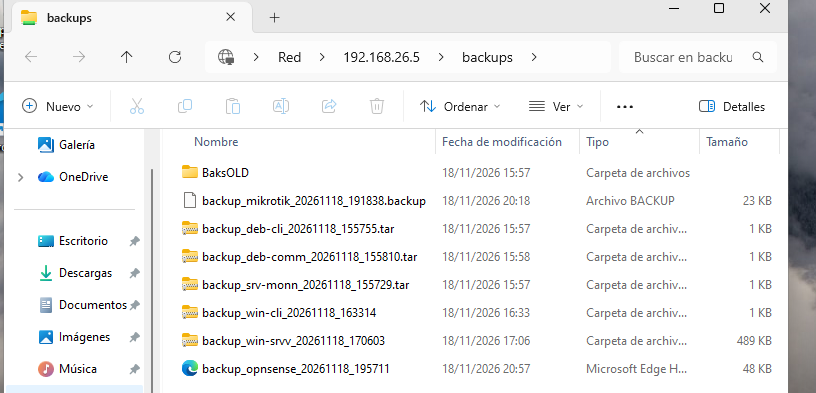 backups
Red
192.168.26.5
backups
Buscar en backu
Nuevo
Ordenar
Ver
Detalles
Galería
OneDrive
Escritorio
Descargas
Documentos
Imágenes
Música
Nombre Fecha de modificación Tipo Tamaño
BaksOLD 18/11/2026 15:57 Carpeta de archivos
backup_mikrotik_20261118_191838.backup 18/11/2026 20:18 Archivo BACKUP 23 KB
backup_deb-cli_20261118_155755.tar 18/11/2026 15:57 Carpeta de archiv... 1 KB
backup_deb-comm_20261118_155810.tar 18/11/2026 15:58 Carpeta de archiv... 1 KB
backup_srv-monn_20261118_155729.tar 18/11/2026 15:57 Carpeta de archiv... 1 KB
backup_win-cli_20261118_163314 18/11/2026 16:33 Carpeta de archiv... 1 KB
backup_win-srvv_20261118_170603 18/11/2026 17:06 Carpeta de archiv... 489 KB
backup_opnsense_20261118_195711 18/11/2026 20:57 Microsoft Edge H... 48 KB